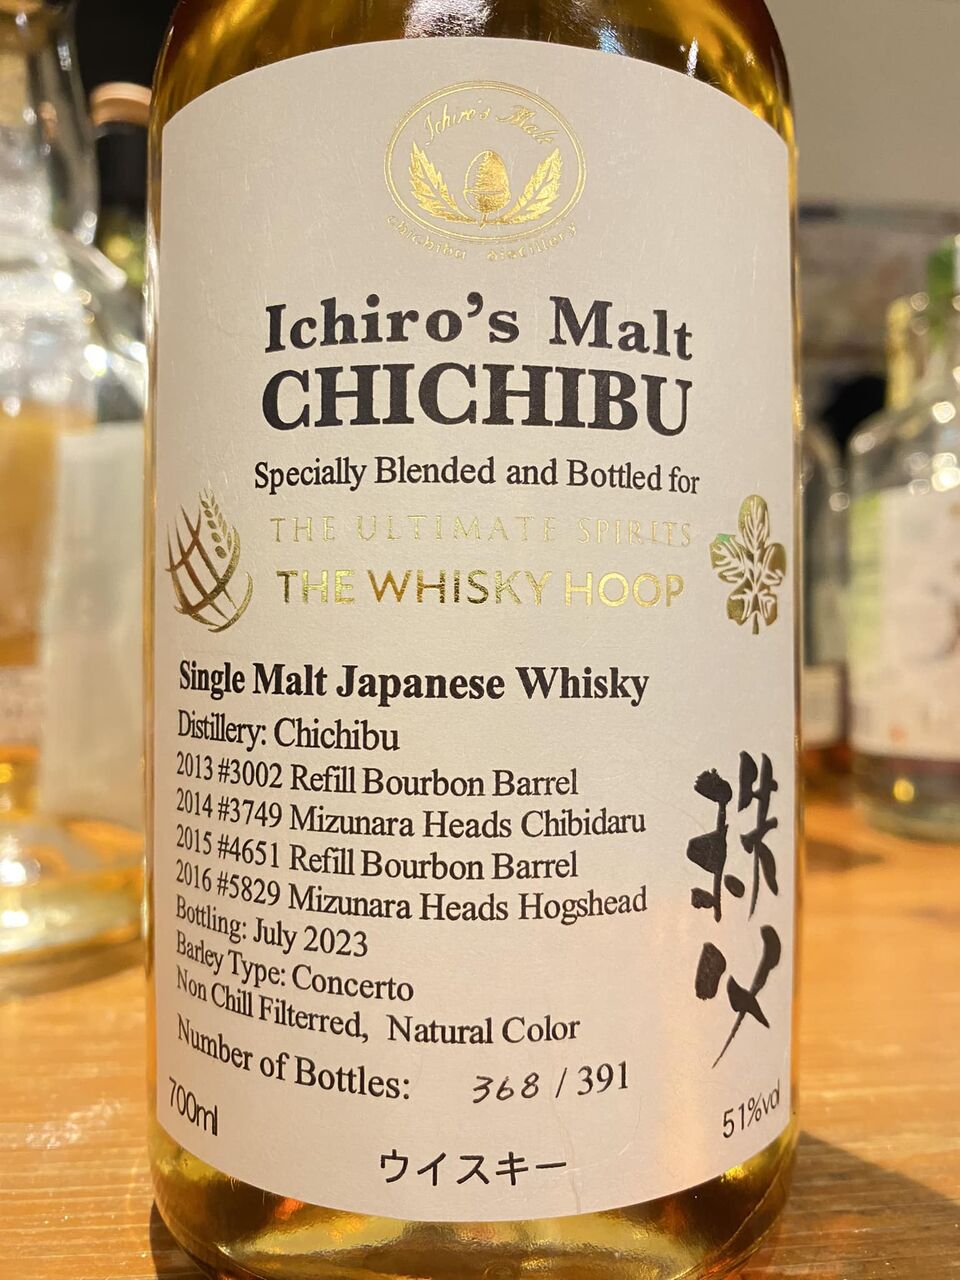 Ichiro's Malt
chichibu distillery
Ichiro's Malt
CHICHIBU
Specially Blended and Bottled for
THE ULTIMATE SPIRITS
THE WHISKY HOOP
Single Malt Japanese Whisky
Distillery: Chichibu
2013 #3002 Refill Bourbon Barrel
2014 #3749 Mizunara Heads Chibidaru
2015 #4651 Refill Bourbon Barrel
2016 #5829 Mizunara Heads Hogshead
Bottling: July 2023
Barley Type: Concerto
Non Chill Filterred, Natural Color
Number of Bottles: 368 / 391
秩父
700ml
51%vol
ウイスキー